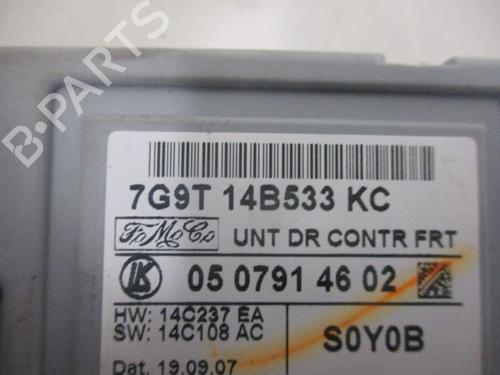 B-PARTS
7G9T 14B533 KC
FoMoCo
UNT DR CONTR FRT
LK
05 0791 46 02
HW: 14C237 EA
SW: 14C108 AC
S0Y0B
Dat. 19.09.07